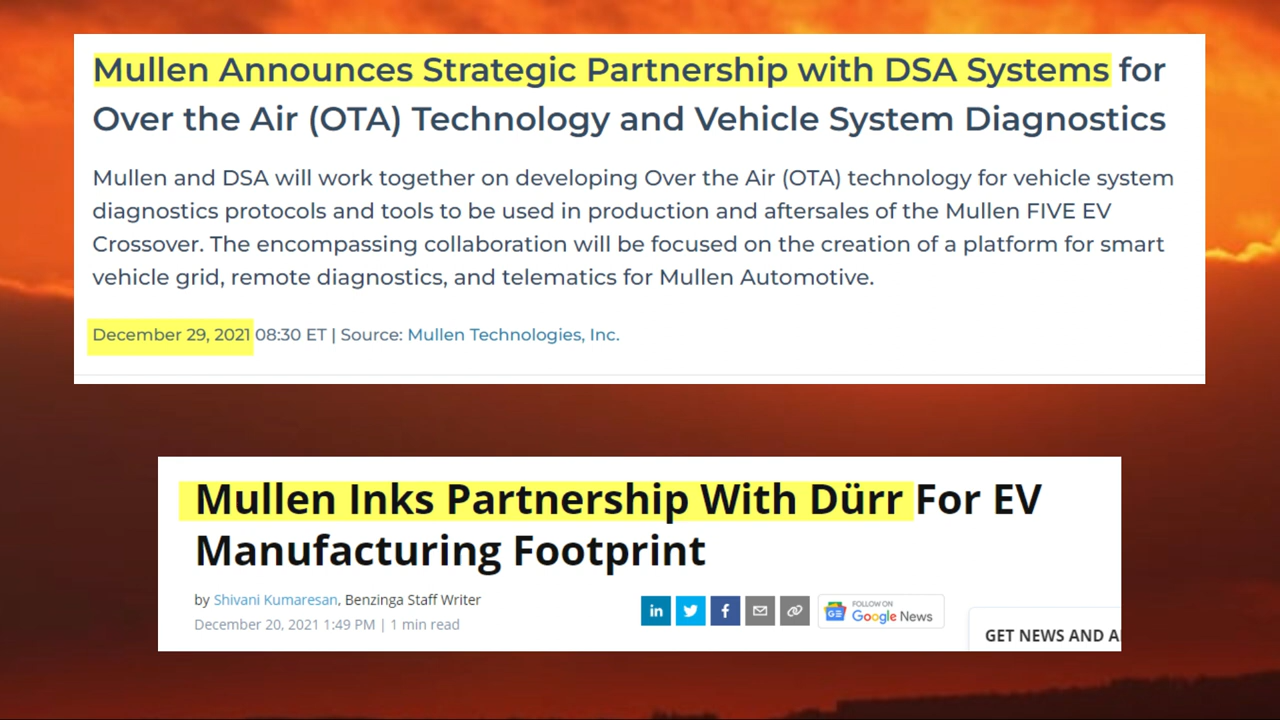 Mullen Announces Strategic Partnership with DSA Systems for
Over the Air (OTA) Technology and Vehicle System Diagnostics
Mullen and DSA will work together on developing Over the Air (OTA) technology for vehicle system
diagnostics protocols and tools to be used in production and aftersales of the Mullen FIVE EV
Crossover. The encompassing collaboration will be focused on the creation of a platform for smart
vehicle grid, remote diagnostics, and telematics for Mullen Automotive.
December 29, 2021 08:30 ET | Source: Mullen Technologies, Inc.
Mullen Inks Partnership With Dürr For EV
Manufacturing Footprint
by Shivani Kumaresan, Benzinga Staff Writer
December 20, 2021 1:49 PM | 1 min read
in
f
GE
FOLLOW ON
Google News
GET NEWS AND A